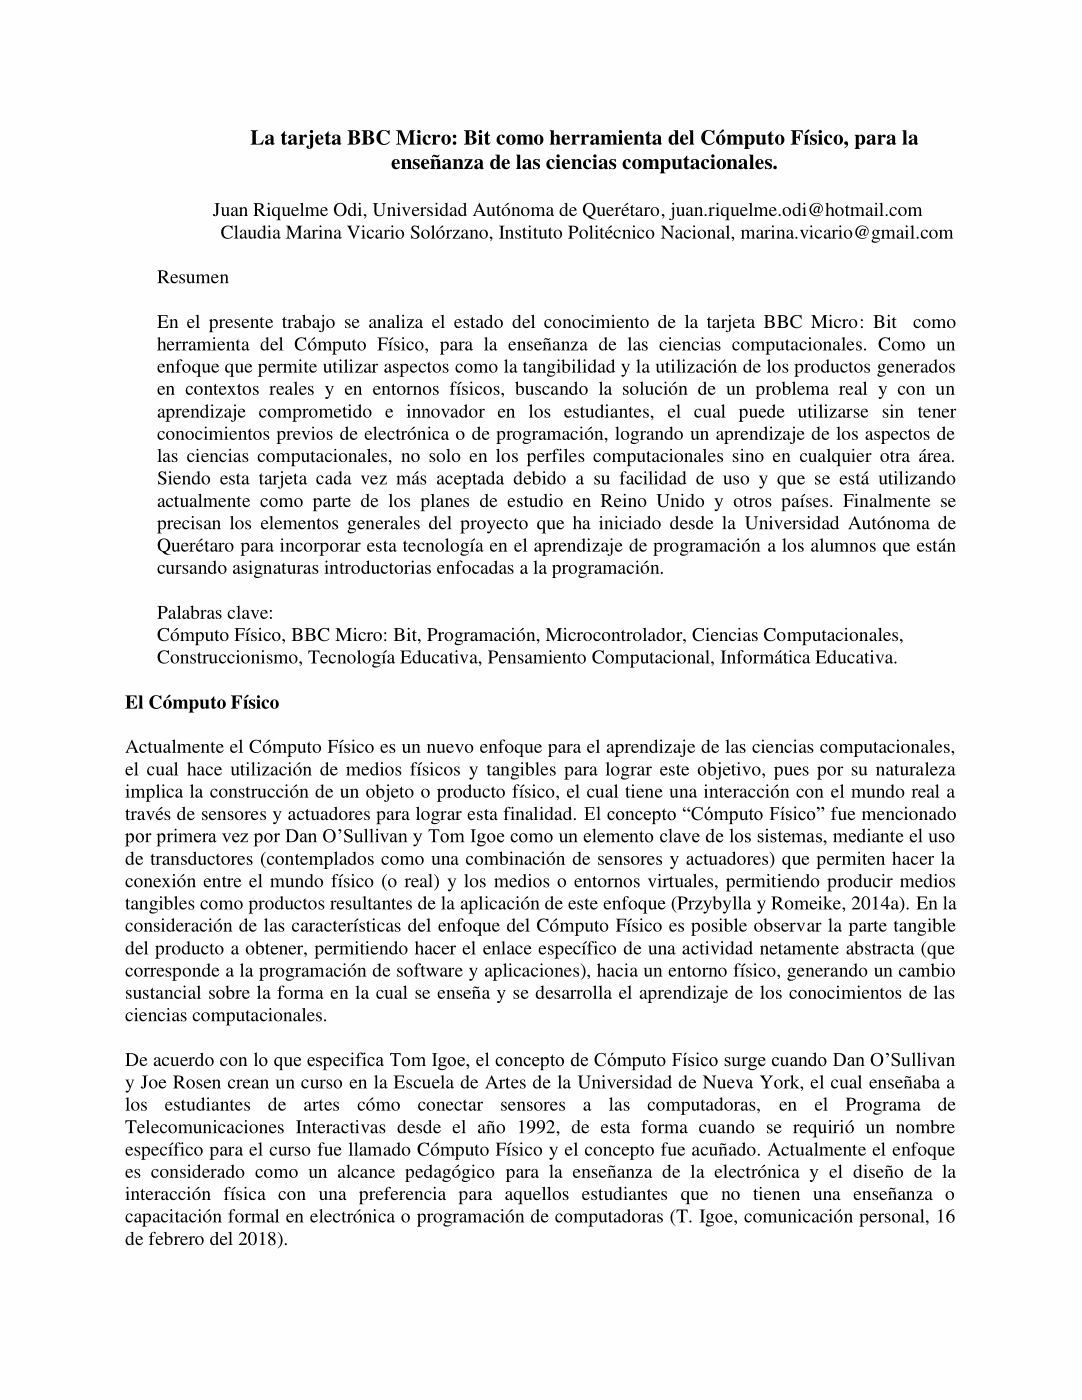 La tarjeta BBC Micro: Bit como herramienta del Cómputo Físico, para la
enseñanza de las ciencias computacionales.
Juan Riquelme Odi, Universidad Autónoma de Querétaro, juan.riquelme.odi@hotmail.com
Claudia Marina Vicario Solórzano, Instituto Politécnico Nacional, marina.vicario@gmail.com
Resumen
En el presente trabajo se analiza el estado del conocimiento de la tarjeta BBC Micro: Bit como
herramienta del Cómputo Físico, para la enseñanza de las ciencias computacionales. Como un
enfoque que permite utilizar aspectos como la tangibilidad y la utilización de los productos generados
en contextos reales y en entornos físicos, buscando la solución de un problema real y con un
aprendizaje comprometido e innovador en los estudiantes, el cual puede utilizarse sin tener
conocimientos previos de electrónica o de programación, logrando un aprendizaje de los aspectos de
las ciencias computacionales, no solo en los perfiles computacionales sino en cualquier otra área.
Siendo esta tarjeta cada vez más aceptada debido a su facilidad de uso y que se está utilizando
actualmente como parte de los planes de estudio en Reino Unido y otros países. Finalmente se
precisan los elementos generales del proyecto que ha iniciado desde la Universidad Autónoma de
Querétaro para incorporar esta tecnología en el aprendizaje de programación a los alumnos que están
cursando asignaturas introductorias enfocadas a la programación.
Palabras clave:
Cómputo Físico, BBC Micro: Bit, Programación, Microcontrolador, Ciencias Computacionales,
Construccionismo, Tecnología Educativa, Pensamiento Computacional, Informática Educativa.
El Cómputo Físico
Actualmente el Cómputo Físico es un nuevo enfoque para el aprendizaje de las ciencias computacionales,
el cual hace utilización de medios físicos y tangibles para lograr este objetivo, pues por su naturaleza
implica la construcción de un objeto o producto físico, el cual tiene una interacción con el mundo real a
través de sensores y actuadores para lograr esta finalidad. El concepto “Cómputo Físico” fue mencionado
por primera vez por Dan O’Sullivan y Tom Igoe como un elemento clave de los sistemas, mediante el uso
de transductores (contemplados como una combinación de sensores y actuadores) que permiten hacer la
conexión entre el mundo físico (o real) y los medios o entornos virtuales, permitiendo producir medios
tangibles como productos resultantes de la aplicación de este enfoque (Przybylla y Romeike, 2014a). En la
consideración de las características del enfoque del Cómputo Físico es posible observar la parte tangible
del producto a obtener, permitiendo hacer el enlace específico de una actividad netamente abstracta (que
corresponde a la programación de software y aplicaciones), hacia un entorno físico, generando un cambio
sustancial sobre la forma en la cual se enseña y se desarrolla el aprendizaje de los conocimientos de las
ciencias computacionales.
De acuerdo con lo que especifica Tom Igoe, el concepto de Cómputo Físico surge cuando Dan O’Sullivan
y Joe Rosen crean un curso en la Escuela de Artes de la Universidad de Nueva York, el cual enseñaba a
los estudiantes de artes cómo conectar sensores a las computadoras, en el Programa de
Telecomunicaciones Interactivas desde el año 1992, de esta forma cuando se requirió un nombre
específico para el curso fue llamado Cómputo Físico y el concepto fue acuñado. Actualmente el enfoque
es considerado como un alcance pedagógico para la enseñanza de la electrónica y el diseño de la
interacción física con una preferencia para aquellos estudiantes que no tienen una enseñanza o
capacitación formal en electrónica o programación de computadoras (T. Igoe, comunicación personal, 16
de febrero del 2018).